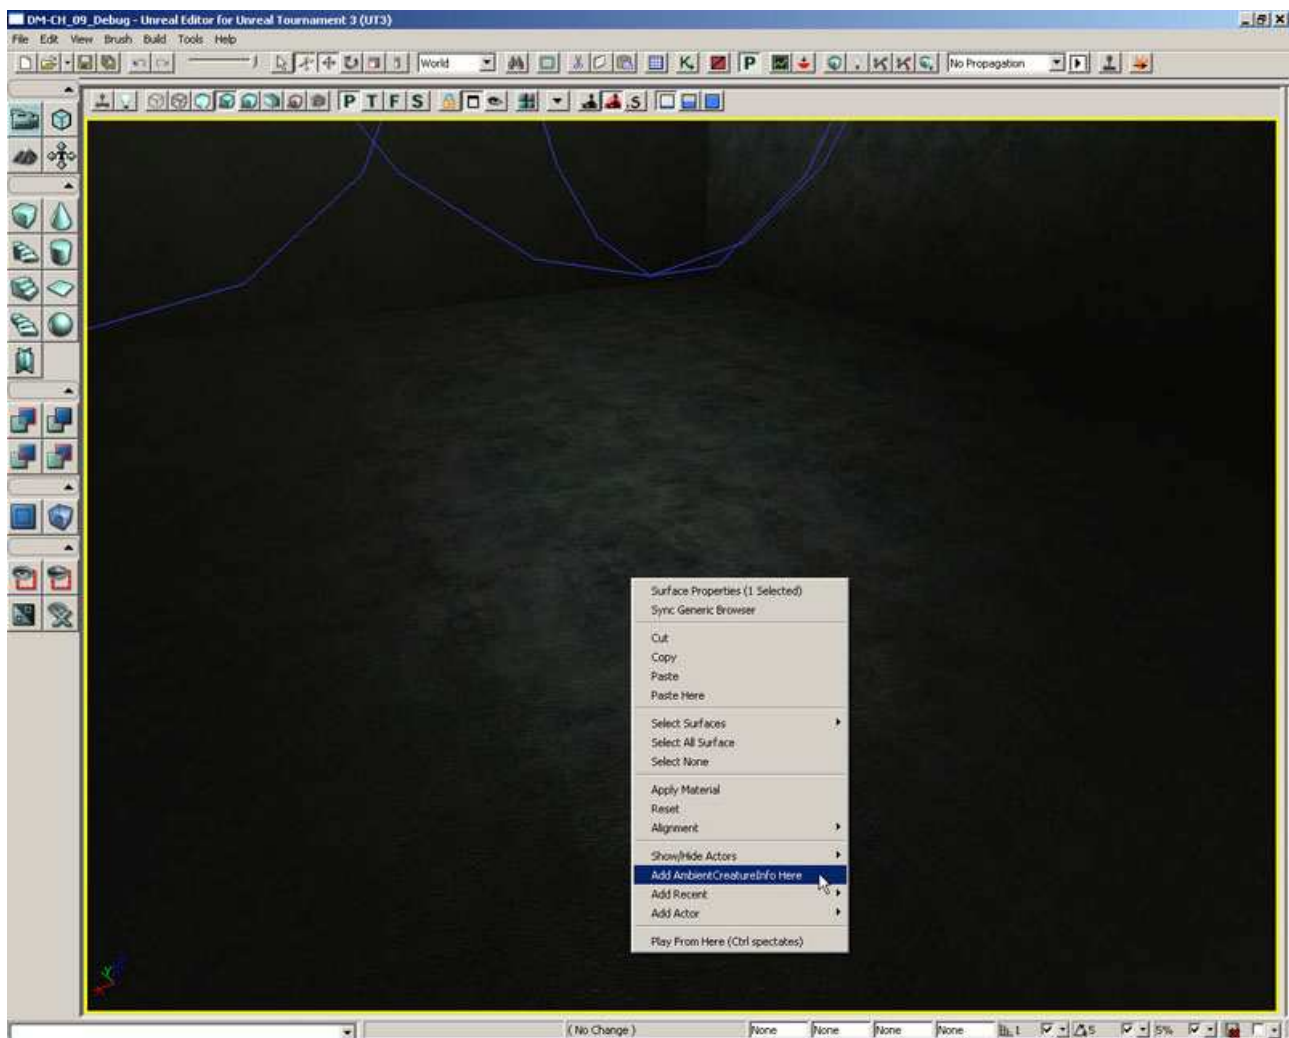 DM-CH_09_Debug - Unreal Editor for Unreal Tournament 3 (UT3)
File Edit View Brush Build Tools Help
World
P
No Propagation
P T F S
S
Surface Properties (1 Selected)
Sync Generic Browser
Cut
Copy
Paste
Paste Here
Select Surfaces
Select All Surface
Select None
Apply Material
Reset
Alignment
Show/Hide Actors
Add AmbientCreatureInfo Here
Add Recent
Add Actor
Play From Here (Ctrl spectates)
( No Change ) None None None None 1 5 5%